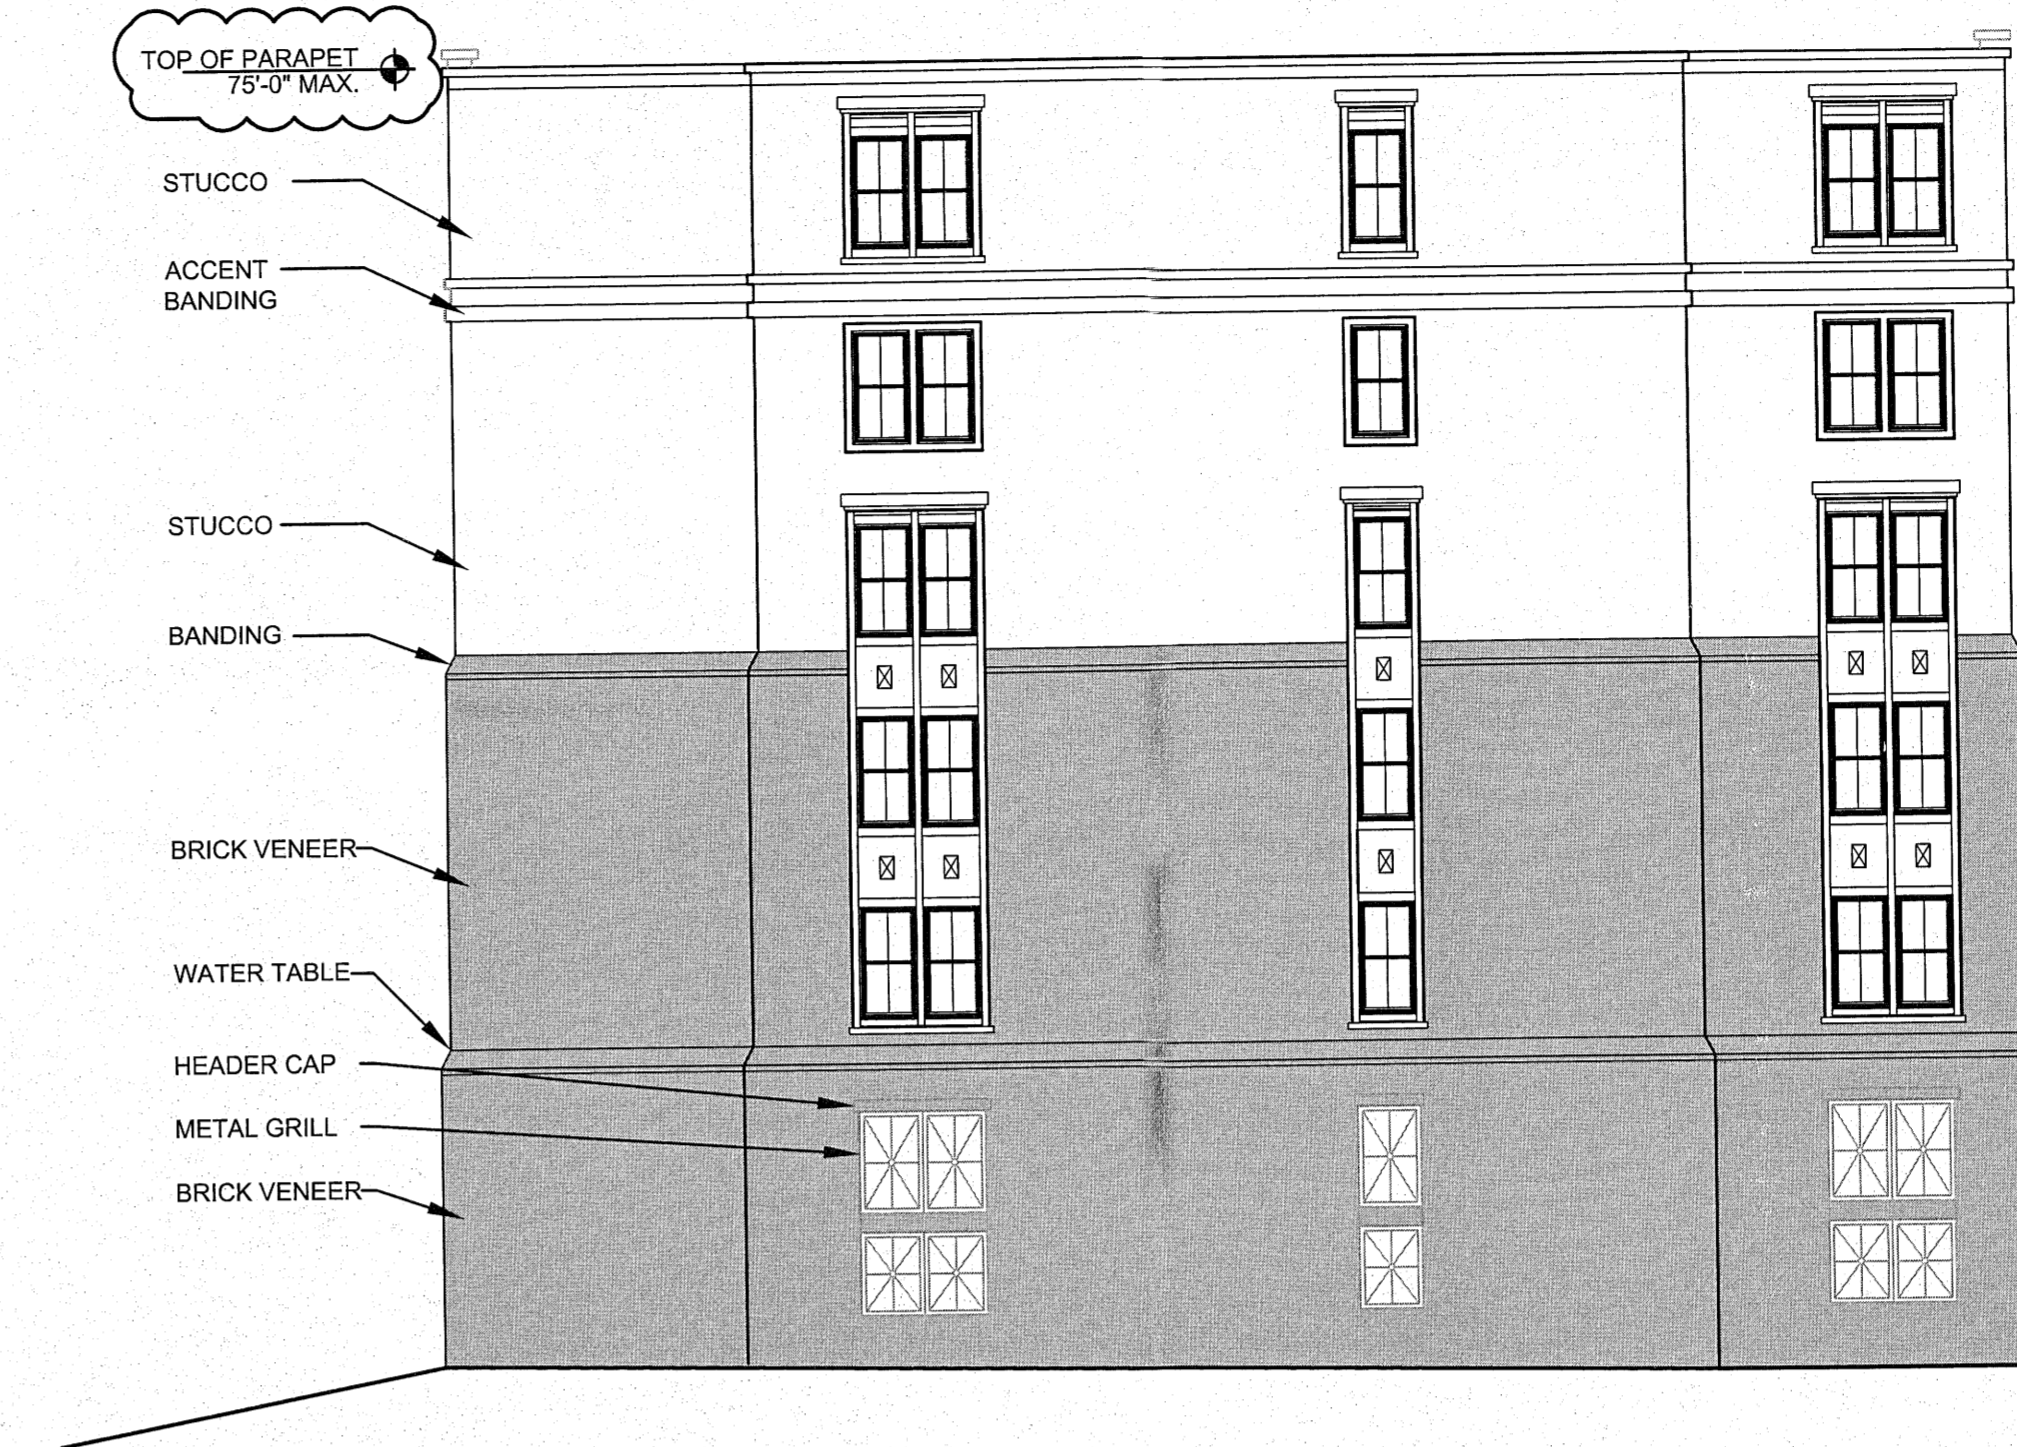 TOP OF PARAPET
75'-0" MAX.
STUCCO
ACCENT
BANDING
STUCCO
BANDING
BRICK VENEER
WATER TABLE
HEADER CAP
METAL GRILL
BRICK VENEER